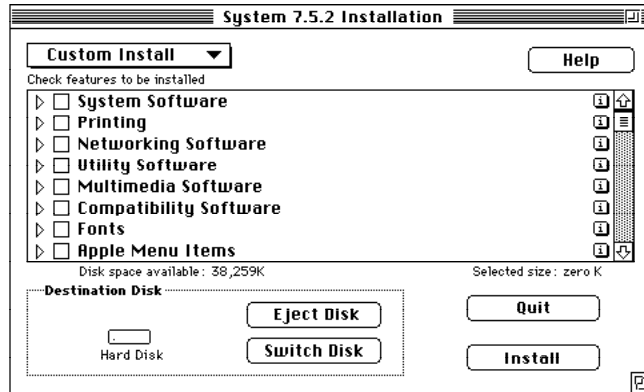 System 7.5.2 Installation
Custom Install
Help
Check features to be installed
System Software
Printing
Networking Software
Utility Software
Multimedia Software
Compatibility Software
Fonts
Apple Menu Items
Disk space available: 38,259K
Selected size: zero K
Destination Disk
Eject Disk
Quit
Hard Disk
Switch Disk
Install